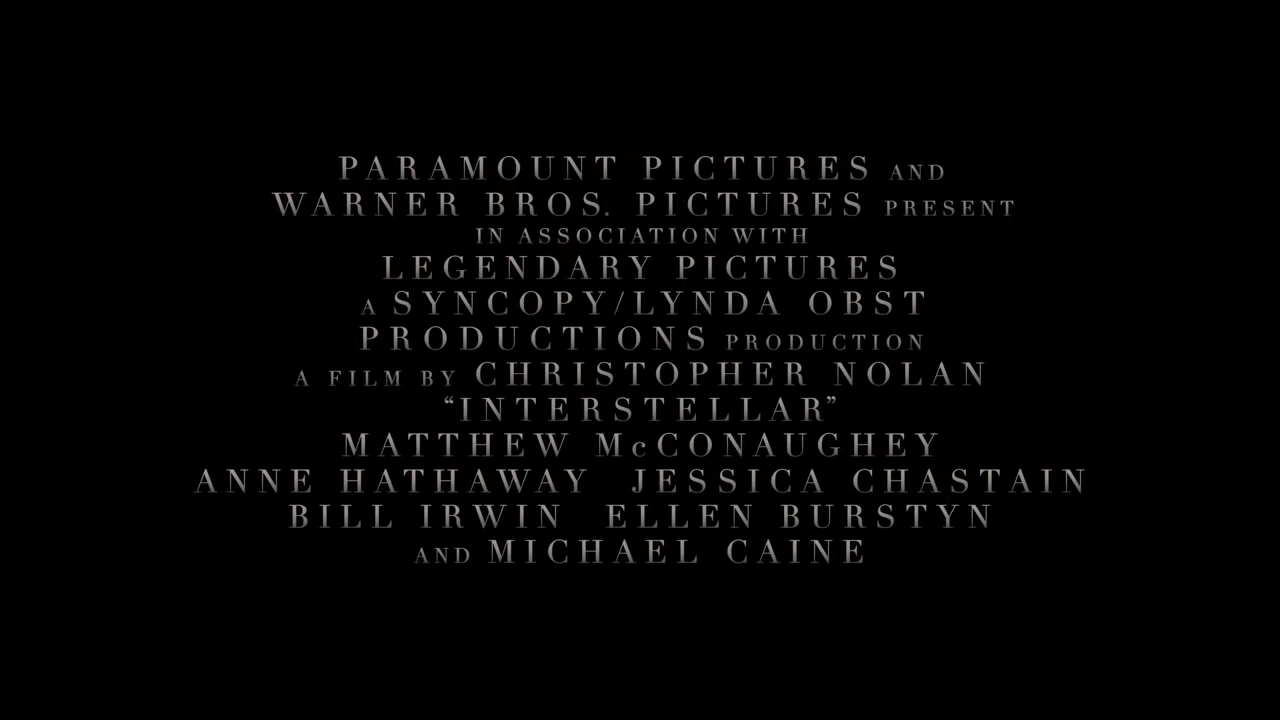 PARAMOUNT PICTURES AND
WARNER BROS. PICTURES PRESENT
IN ASSOCIATION WITH
LEGENDARY PICTURES
A SYNCOPY/LYNDA OBST
PRODUCTIONS PRODUCTION
A FILM BY CHRISTOPHER NOLAN
“INTERSTELLAR”
MATTHEW McCONAUGHEY
ANNE HATHAWAY JESSICA CHASTAIN
BILL IRWIN ELLEN BURSTYN
AND MICHAEL CAINE